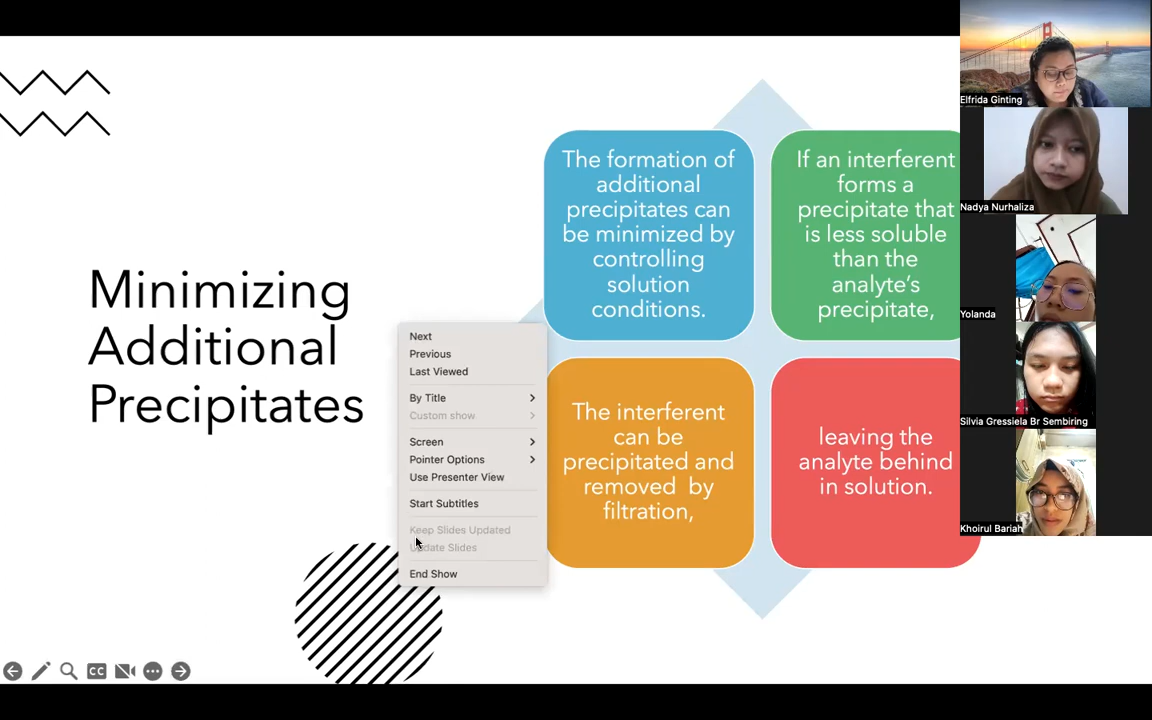 Minimizing
Additional
Precipitates
The formation of
additional
precipitates can
be minimized by
controlling
solution
conditions.
If an interferent
forms a
precipitate that
is less soluble
than the
analyte's
precipitate,
The interferent
can be
precipitated and
removed by
filtration,
leaving the
analyte behind
in solution.
Next
Previous
Last Viewed
By Title
Custom show
Screen
Pointer Options
Use Presenter View
Start Subtitles
Keep Slides Updated
Update Slides
End Show
CC
Elfrida Ginting
Nadya Nurhaliza
Yolanda
Silvia Gressiela Br Sembiring
Khoirul Bariah